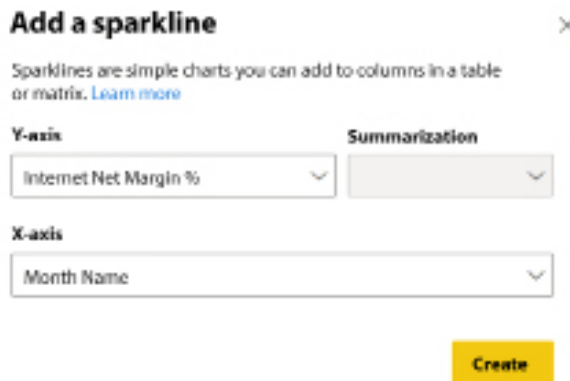 Add a sparkline
Sparklines are simple charts you can add to columns in a table
or matrix. Learn more
Y-axis
Summarization
Internet Net Margin %
X-axis
Month Name
Create